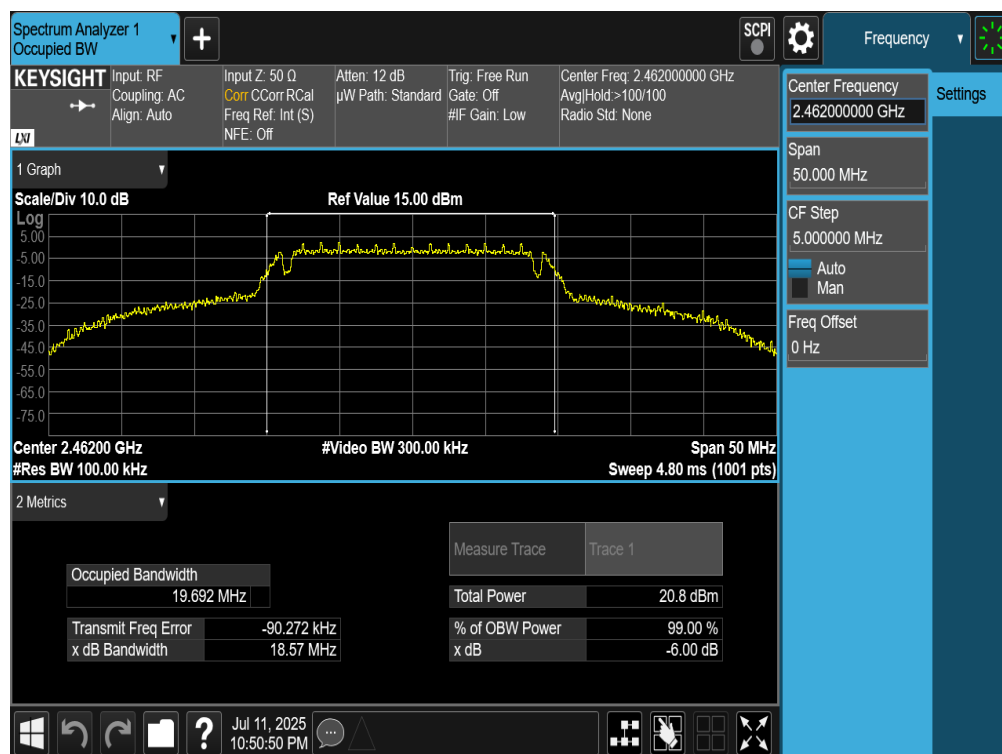 Spectrum Analyzer 1
Occupied BW
+
SCPI
Frequency
KEYSIGHT
LXI
Input: RF
Coupling: AC
Align: Auto
Input Z: 50 Ω
Corr CCorr RCal
Freq Ref: Int (S)
NFE: Off
Atten: 12 dB
µW Path: Standard
Trig: Free Run
Gate: Off
#IF Gain: Low
Center Freq: 2.462000000 GHz
Avg|Hold:>100/100
Radio Std: None
Center Frequency
2.462000000 GHz
Settings
Span
50.000 MHz
CF Step
5.000000 MHz
Auto
Man
Freq Offset
0 Hz
1 Graph
Scale/Div 10.0 dB
Ref Value 15.00 dBm
Log
5.00
-5.00
-15.0
-25.0
-35.0
-45.0
-55.0
-65.0
-75.0
Center 2.46200 GHz
#Video BW 300.00 kHz
Span 50 MHz
#Res BW 100.00 kHz
Sweep 4.80 ms (1001 pts)
2 Metrics
Measure Trace Trace 1
Occupied Bandwidth
19.692 MHz
Total Power 20.8 dBm
Transmit Freq Error -90.272 kHz
% of OBW Power 99.00 %
x dB Bandwidth 18.57 MHz
x dB -6.00 dB
?
Jul 11, 2025
10:50:50 PM